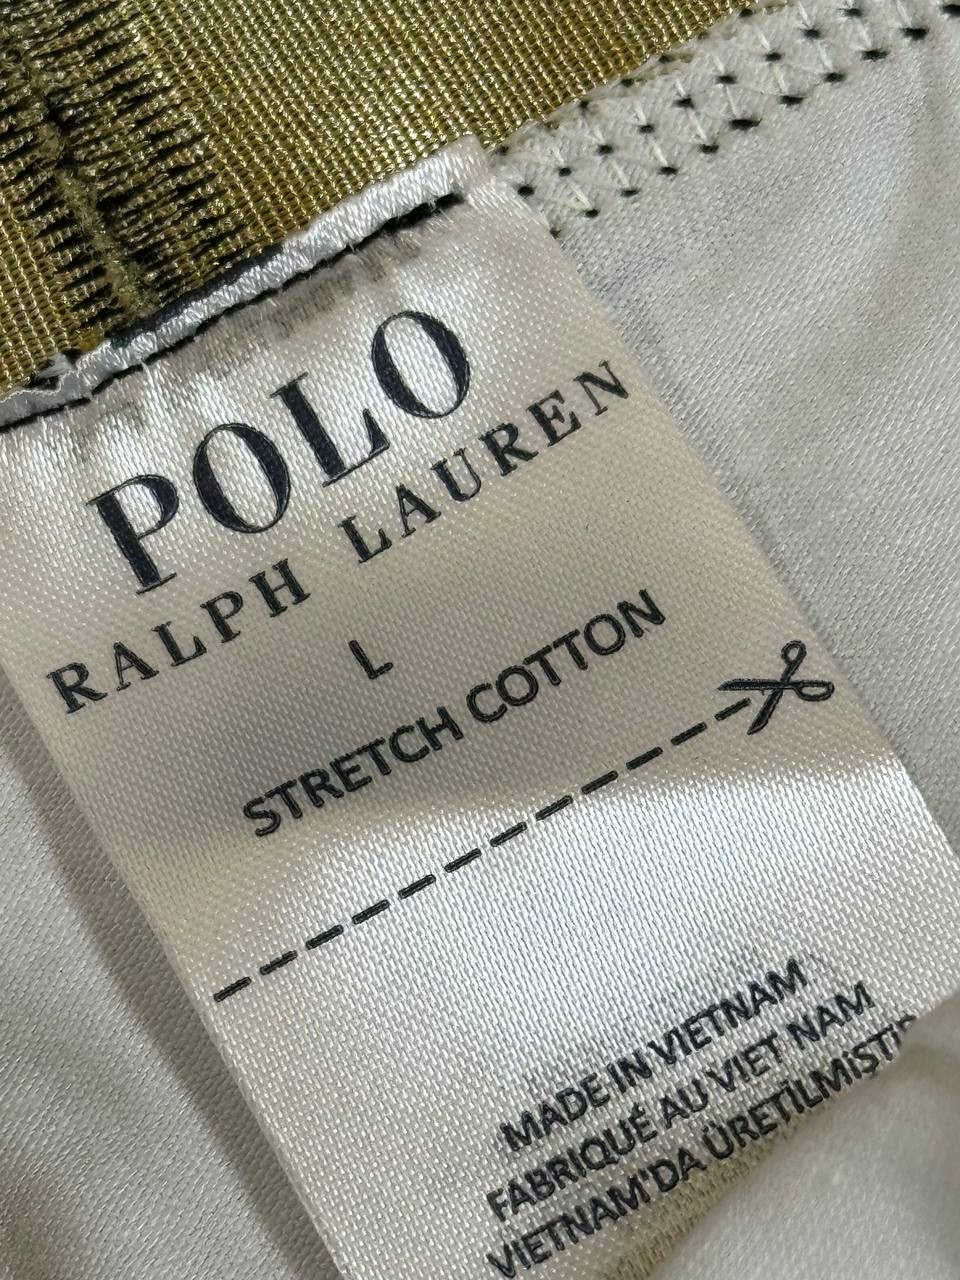 POLO
RALPH LAUREN
L
STRETCH COTTON
MADE IN VIETNAM
FABRIQUÉ AU VIET NAM
VIETNAM'DA ÜRETİLMİŞTİR